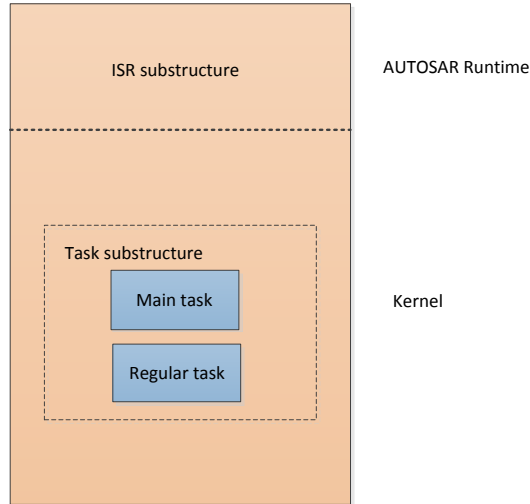 ISR substructure
AUTOSAR Runtime
Task substructure
Main task
Kernel
Regular task